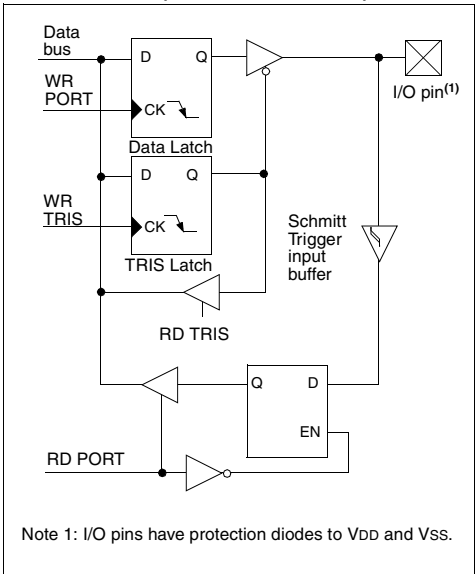 Data
bus
D Q
WR
PORT
CK
I/O pin(1)
Data Latch
D Q
WR
TRIS
CK
TRIS Latch
Schmitt
Trigger
input
buffer
RD TRIS
Q D
EN
RD PORT
Note 1: I/O pins have protection diodes to VDD and VSS.